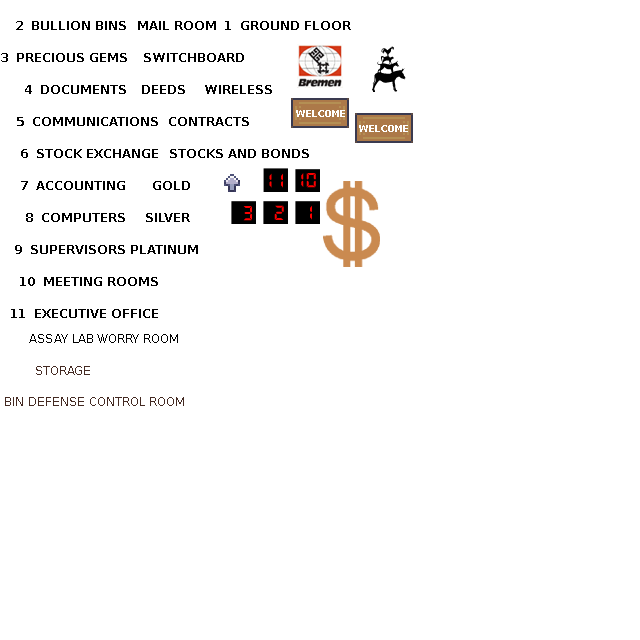 2 BULLION BINS MAIL ROOM 1 GROUND FLOOR
3 PRECIOUS GEMS SWITCHBOARD
Bremen
4 DOCUMENTS DEEDS WIRELESS
WELCOME
5 COMMUNICATIONS CONTRACTS
WELCOME
6 STOCK EXCHANGE STOCKS AND BONDS
7 ACCOUNTING GOLD 11 10
8 COMPUTERS SILVER 3 2 1
$
9 SUPERVISORS PLATINUM
10 MEETING ROOMS
11 EXECUTIVE OFFICE
ASSAY LAB WORRY ROOM
STORAGE
BIN DEFENSE CONTROL ROOM